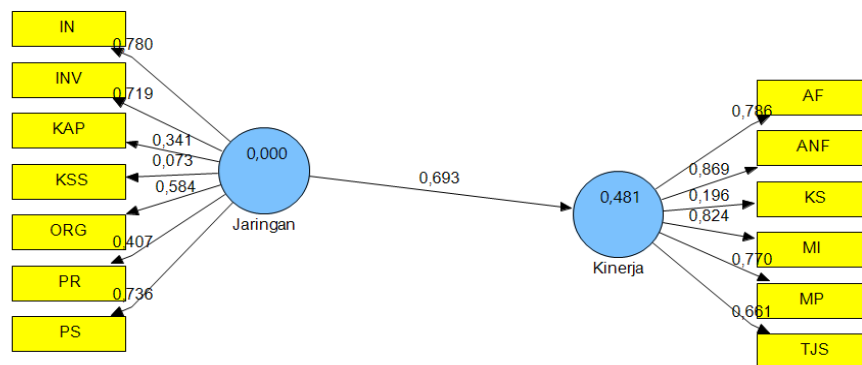 IN
0,780
INV
0,719
KAP
0,341
KSS
0,073
0,584
ORG
PR
0,407
PS
0,736
0,000
Jaringan
0,693
0,481
Kinerja
AF
0,786
ANF
0,869
KS
0,196
0,824
MI
MP
0,770
TJS
0,661